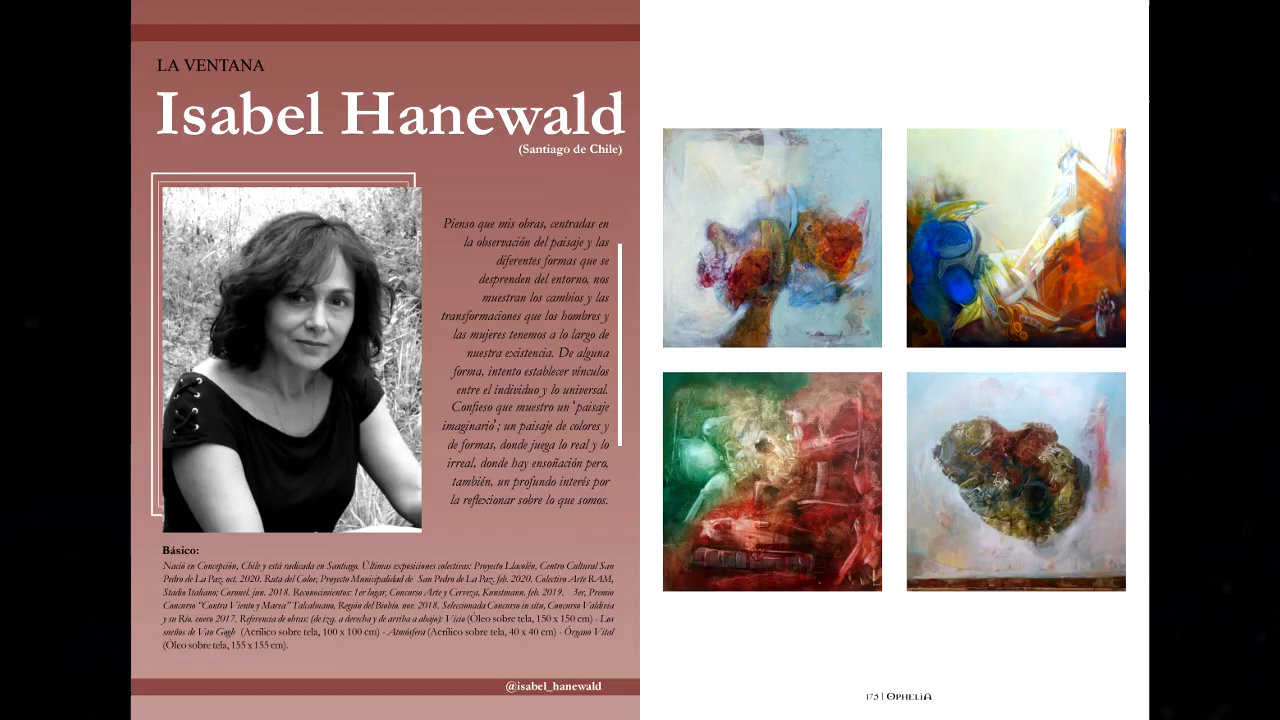 LA VENTANA
Isabel Hanewald
(Santiago de Chile)
Pienso que mis obras, centradas en
la observación del paisaje y las
diferentes formas que se
desprenden del entorno, nos
muestran los cambios y las
transformaciones que los hombres y
las mujeres tenemos a lo largo de
nuestra existencia. De alguna
forma, intento establecer vínculos
entre el individuo y lo universal.
Confieso que muestro un ‘paisaje
imaginario’; un paisaje de colores y
de formas, donde juega lo real y lo
irreal, donde hay ensoñación pero,
también, un profundo interés por
la reflexionar sobre lo que somos.
Básico:
Nació en Concepción, Chile y está radicada en Santiago. Últimas exposiciones colectivas: Proyecto Llacolén, Centro Cultural San
Pedro de La Paz, oct. 2020. Ruta del Color, Proyecto Municipalidad de San Pedro de La Paz, feb. 2020. Colectivo Arte RAM,
Stadio Italiano; Coronel. jun. 2018. Reconocimientos: 1er lugar, Concurso Arte y Cerveza, Kunstmann. feb. 2019. 3er, Premio
Concurso “Contra Viento y Marea” Talcahuano, Región del Biobío. nov. 2018. Seleccionada Concurso in situ, Concurso Valdivia
y su Río. enero 2017. Referencia de obras: (de izq. a derecha y de arriba a abajo): Vicio (Óleo sobre tela, 150 x 150 cm) - Los
sueños de Van Gogh (Acrílico sobre tela, 100 x 100 cm) - Atmósfera (Acrílico sobre tela, 40 x 40 cm) - Órgano Vital
(Óleo sobre tela, 155 x 155 cm).
@isabel_hanewald
173 | OPHELIA